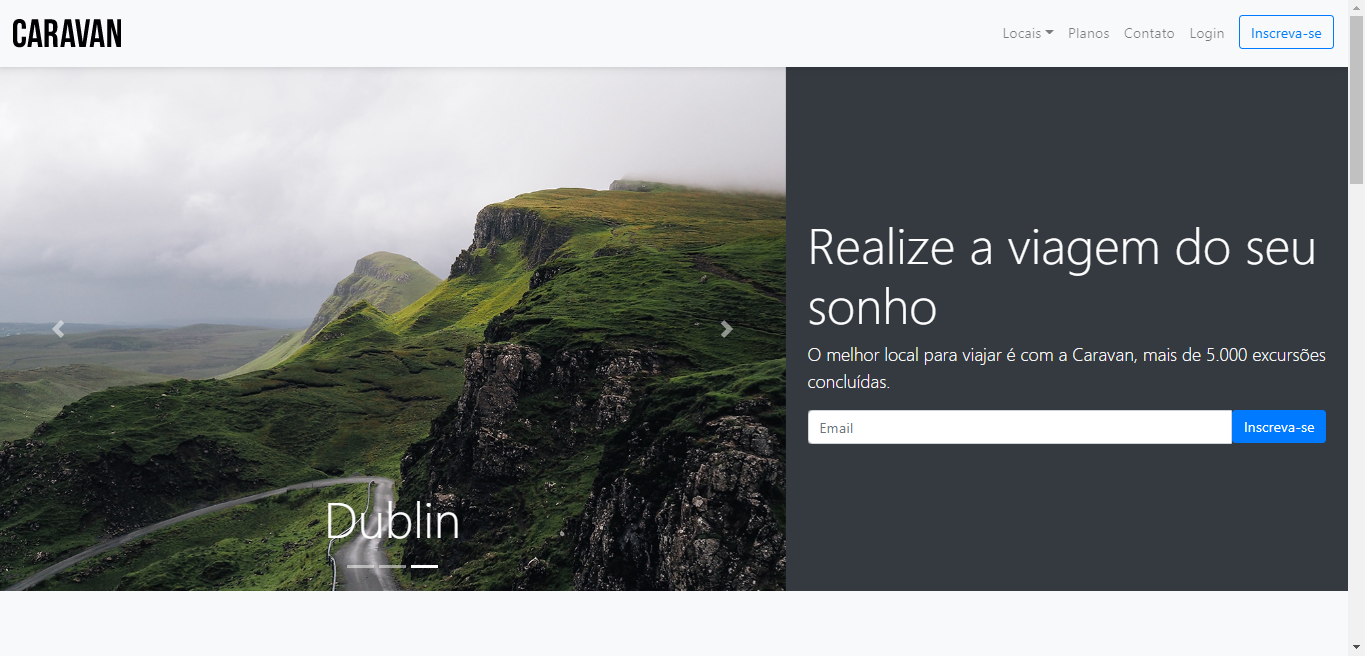 CARAVAN
Locais Planos Contato Login Inscreva-se
Realize a viagem do seu
sonho
O melhor local para viajar é com a Caravan, mais de 5.000 excursões
concluídas.
Email Inscreva-se
Dublin